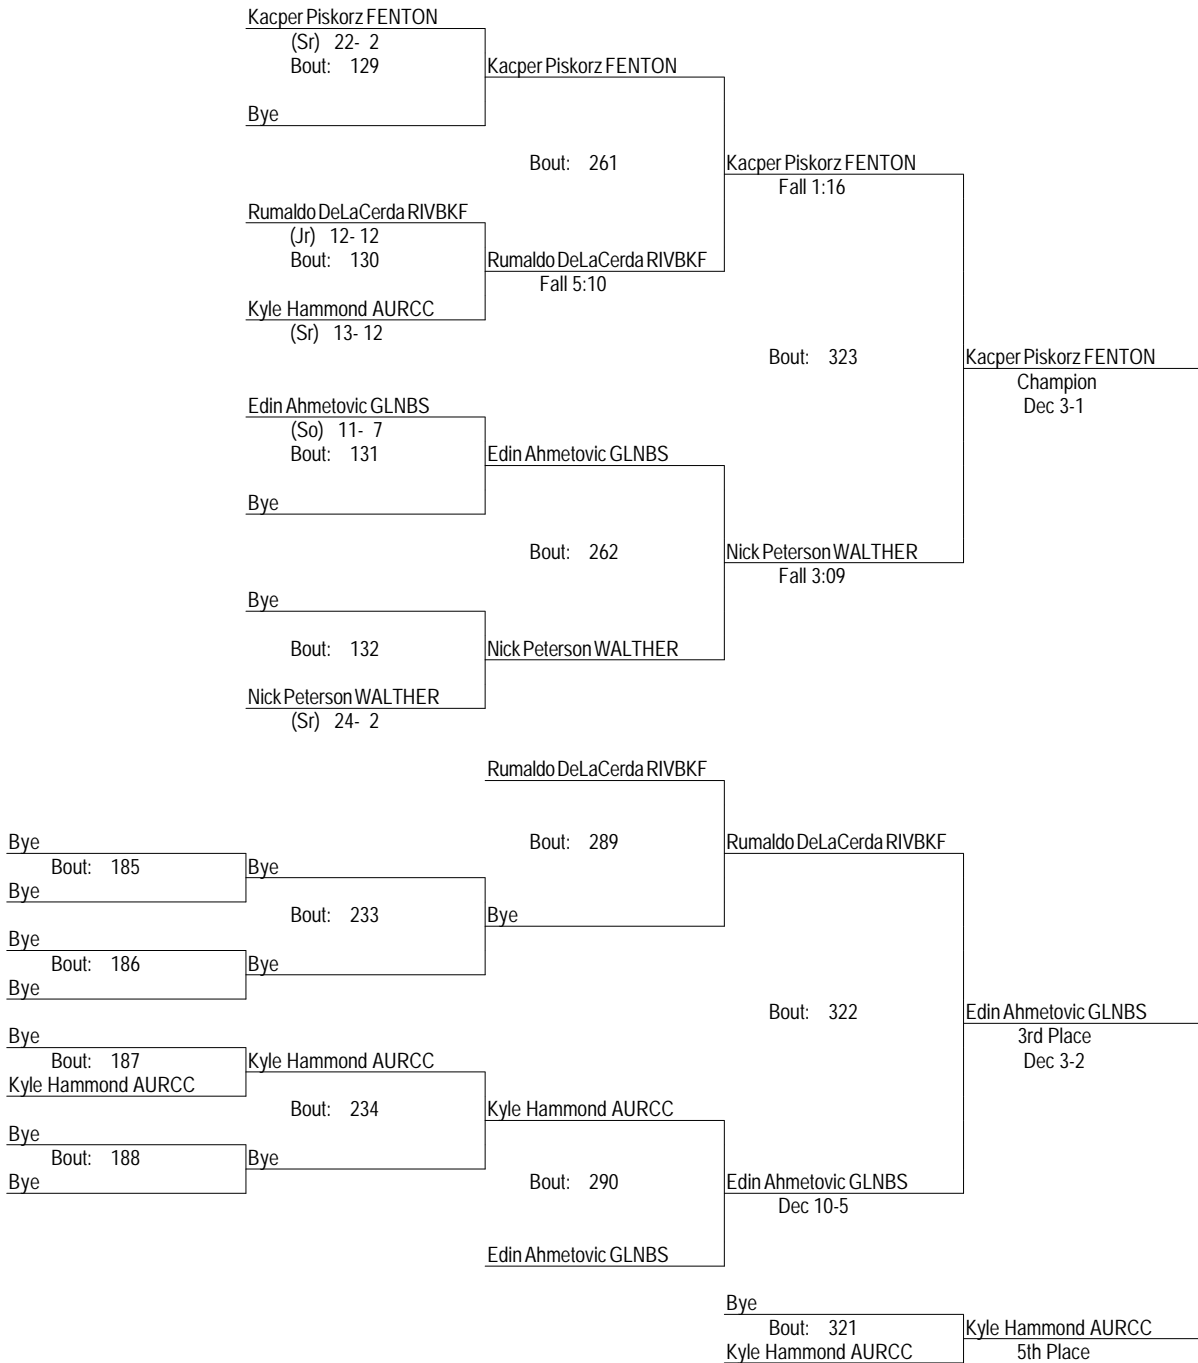 Kacper Piskorz FENTON
(Sr) 22- 2
Bout: 129
Kacper Piskorz FENTON
Bye
Bout: 261
Kacper Piskorz FENTON
Fall 1:16
Rumaldo DeLaCerda RIVBKF
(Jr) 12- 12
Bout: 130
Rumaldo DeLaCerda RIVBKF
Fall 5:10
Kyle Hammond AURCC
(Sr) 13- 12
Bout: 323
Kacper Piskorz FENTON
Champion
Dec 3-1
Edin Ahmetovic GLNBS
(So) 11- 7
Bout: 131
Edin Ahmetovic GLNBS
Bye
Bout: 262
Nick Peterson WALTHER
Fall 3:09
Bye
Bout: 132
Nick Peterson WALTHER
Nick Peterson WALTHER
(Sr) 24- 2
Rumaldo DeLaCerda RIVBKF
Bout: 289
Rumaldo DeLaCerda RIVBKF
Bye
Bout: 185
Bye
Bye
Bout: 233
Bye
Bye
Bout: 186
Bye
Bye
Bout: 322
Edin Ahmetovic GLNBS
3rd Place
Dec 3-2
Bye
Bout: 187
Kyle Hammond AURCC
Kyle Hammond AURCC
Bout: 234
Kyle Hammond AURCC
Bye
Bout: 188
Bye
Bye
Bout: 290
Edin Ahmetovic GLNBS
Dec 10-5
Edin Ahmetovic GLNBS
Bye
Bout: 321
Kyle Hammond AURCC
Kyle Hammond AURCC
5th Place